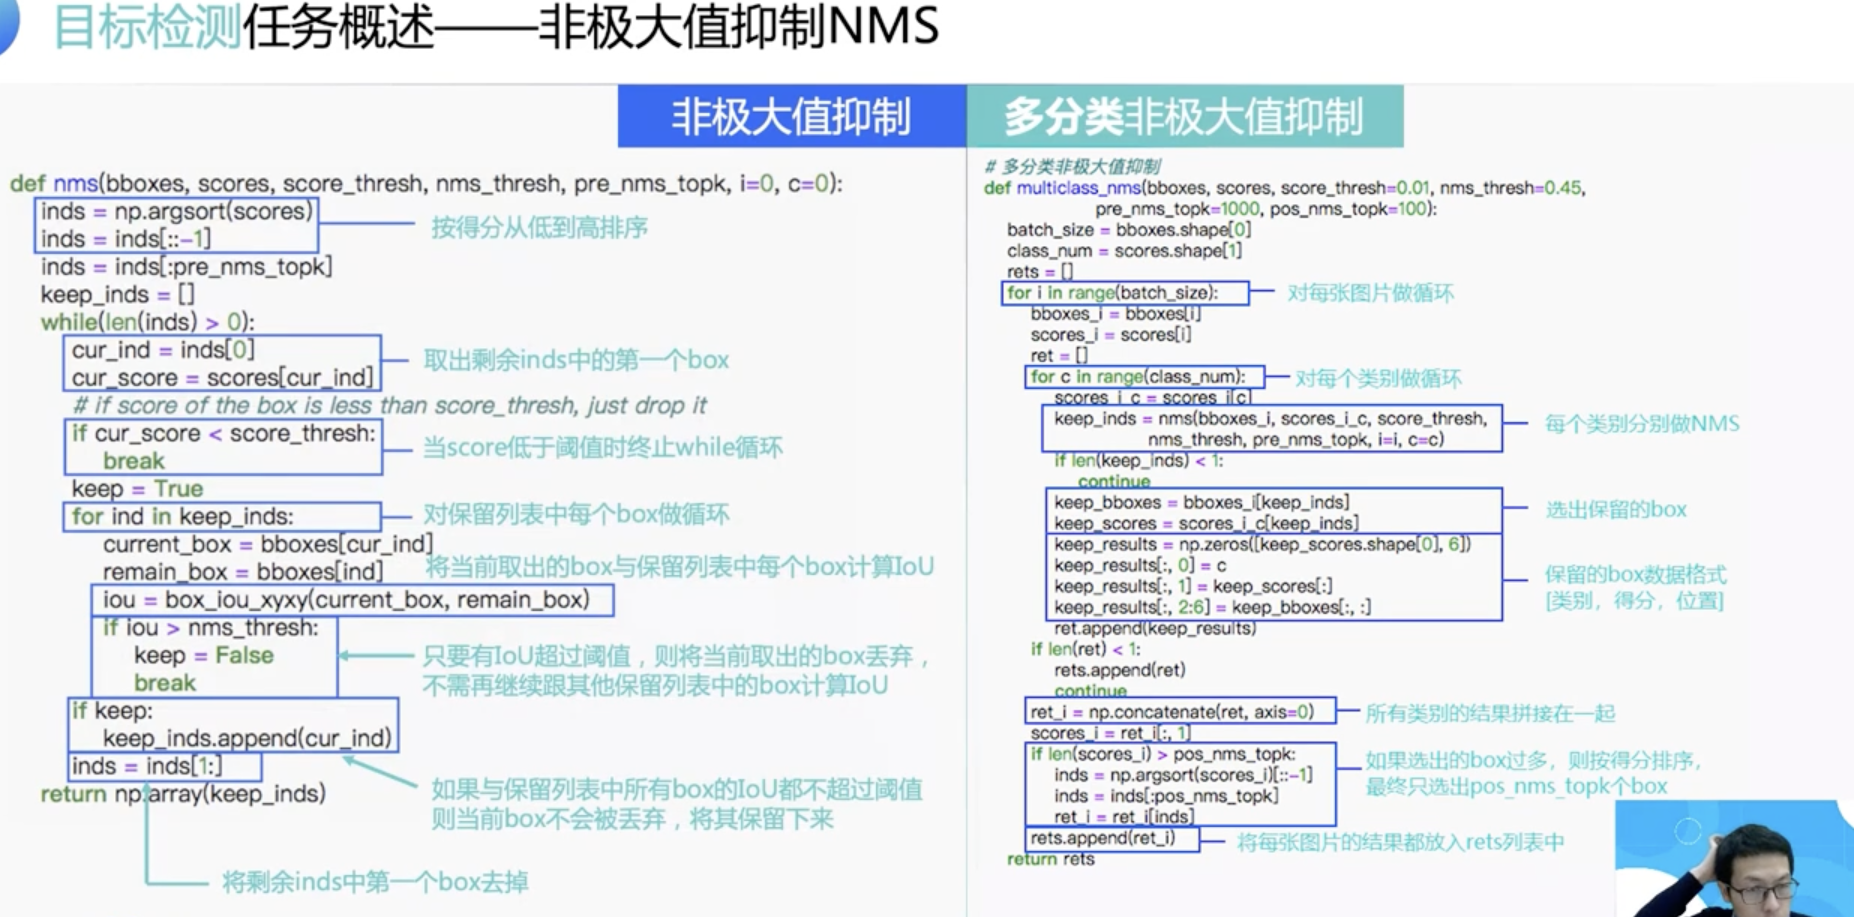 目标检测任务概述——非极大值抑制NMS
非极大值抑制
def nms(bboxes, scores, score_thresh, nms_thresh, pre_nms_topk, i=0, c=0):
inds = np.argsort(scores)
inds = inds[::-1]
按得分从低到高排序
inds = inds[:pre_nms_topk]
keep_inds = []
while(len(inds) > 0):
cur_ind = inds[0]
cur_score = scores[cur_ind]
取出剩余inds中的第一个box
# if score of the box is less than score_thresh, just drop it
if cur_score < score_thresh:
break
当score低于阈值时终止while循环
keep = True
for ind in keep_inds:
对保留列表中每个box做循环
current_box = bboxes[cur_ind]
remain_box = bboxes[ind]
将当前取出的box与保留列表中每个box计算IoU
iou = box_iou_xyxy(current_box, remain_box)
if iou > nms_thresh:
keep = False
break
只要有IoU超过阈值，则将当前取出的box丢弃，
不需再继续跟其他保留列表中的box计算IoU
if keep:
keep_inds.append(cur_ind)
inds = inds[1:]
return np.array(keep_inds)
如果与保留列表中所有box的IoU都不超过阈值
则当前box不会被丢弃，将其保留下来
将剩余inds中第一个box去掉
多分类非极大值抑制
# 多分类非极大值抑制
def multiclass_nms(bboxes, scores, score_thresh=0.01, nms_thresh=0.45,
pre_nms_topk=1000, pos_nms_topk=100):
batch_size = bboxes.shape[0]
class_num = scores.shape[1]
rets = []
for i in range(batch_size):
对每张图片做循环
bboxes_i = bboxes[i]
scores_i = scores[i]
ret = []
for c in range(class_num):
对每个类别做循环
scores_i_c = scores_i[c]
keep_inds = nms(bboxes_i, scores_i_c, score_thresh,
nms_thresh, pre_nms_topk, i=i, c=c)
每个类别分别做NMS
if len(keep_inds) < 1:
continue
keep_bboxes = bboxes_i[keep_inds]
keep_scores = scores_i_c[keep_inds]
选出保留的box
keep_results = np.zeros([keep_scores.shape[0], 6])
keep_results[:, 0] = c
keep_results[:, 1] = keep_scores[:]
keep_results[:, 2:6] = keep_bboxes[:, :]
保留的box数据格式
[类别，得分，位置]
ret.append(keep_results)
if len(ret) < 1:
rets.append(ret)
continue
ret_i = np.concatenate(ret, axis=0)
所有类别的结果拼接在一起
scores_i = ret_i[:, 1]
if len(scores_i) > pos_nms_topk:
inds = np.argsort(scores_i)[::-1]
inds = inds[:pos_nms_topk]
ret_i = ret_i[inds]
如果选出的box过多，则按得分排序，
最终只选出pos_nms_topk个box
rets.append(ret_i)
将每张图片的结果都放入rets列表中
return rets